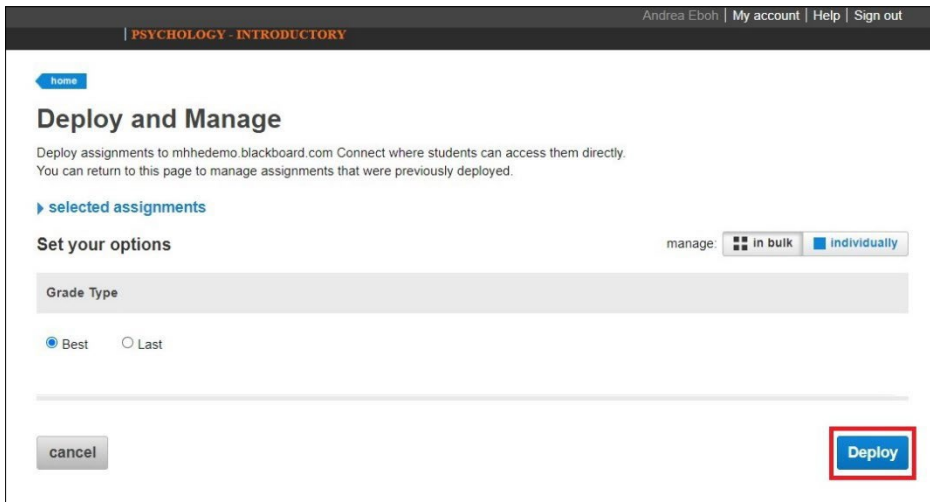 Andrea Eboh | My account | Help | Sign out
| PSYCHOLOGY - INTRODUCTORY
home
Deploy and Manage
Deploy assignments to mhhedemo.blackboard.com Connect where students can access them directly.
You can return to this page to manage assignments that were previously deployed.
selected assignments
Set your options
manage: in bulk individually
Grade Type
Best Last
cancel Deploy